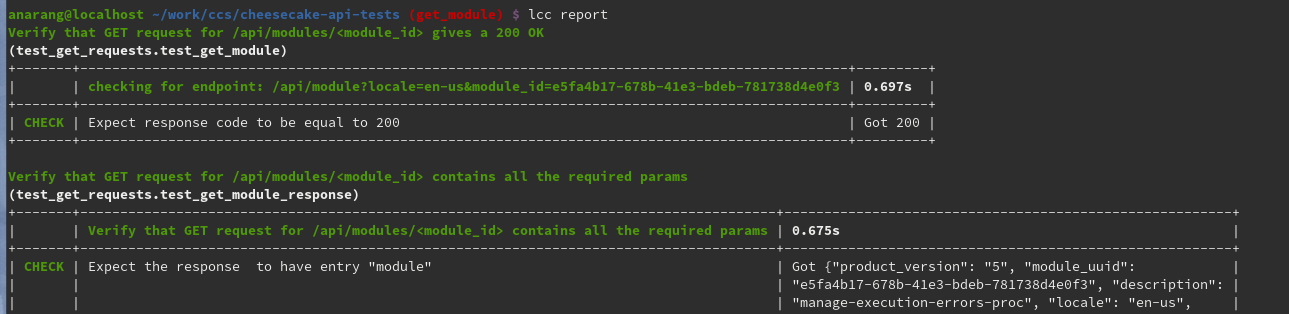 anarang@localhost ~/work/ccs/cheesecake-api-tests (get_module) $ lcc report
Verify that GET request for /api/modules/<module_id> gives a 200 OK
(test_get_requests.test_get_module)
+-------+------------------------------------------------------------------------------------------------+---------+
|       | checking for endpoint: /api/module?locale=en-us&module_id=e5fa4b17-678b-41e3-bdeb-781738d4e0f3 | 0.697s  |
+-------+------------------------------------------------------------------------------------------------+---------+
| CHECK | Expect response code to be equal to 200                                                        | Got 200 |
+-------+------------------------------------------------------------------------------------------------+---------+
Verify that GET request for /api/modules/<module_id> contains all the required params
(test_get_requests.test_get_module_response)
+-------+---------------------------------------------------------------------------------------+--------------------------------------------------------+
|       | Verify that GET request for /api/modules/<module_id> contains all the required params | 0.675s                                                 |
+-------+---------------------------------------------------------------------------------------+--------------------------------------------------------+
| CHECK | Expect the response  to have entry "module"                                           | Got {"product_version": "5", "module_uuid":            |
|       |                                                                                       | "e5fa4b17-678b-41e3-bdeb-781738d4e0f3", "description": |
|       |                                                                                       | "manage-execution-errors-proc", "locale": "en-us",     |